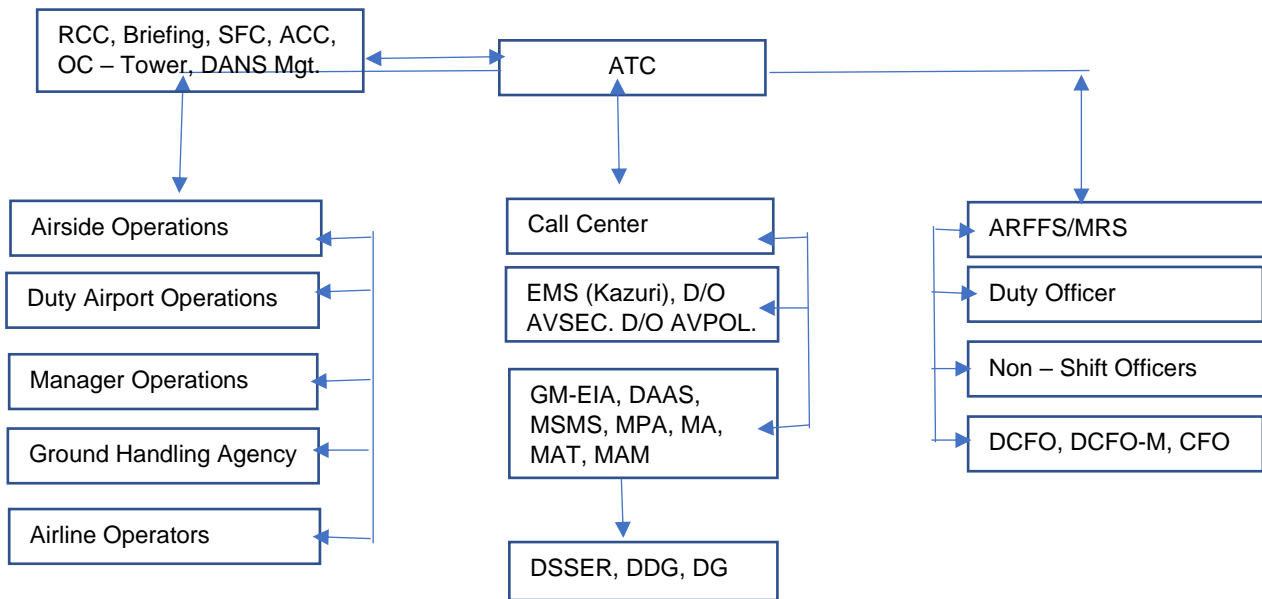 RCC, Briefing, SFC, ACC,
OC – Tower, DANS Mgt.
ATC
Airside Operations
Duty Airport Operations
Manager Operations
Ground Handling Agency
Airline Operators
Call Center
EMS (Kazuri), D/O
AVSEC. D/O AVPOL.
GM-EIA, DAAS,
MSMS, MPA, MA,
MAT, MAM
DSSER, DDG, DG
ARFFS/MRS
Duty Officer
Non – Shift Officers
DCFO, DCFO-M, CFO